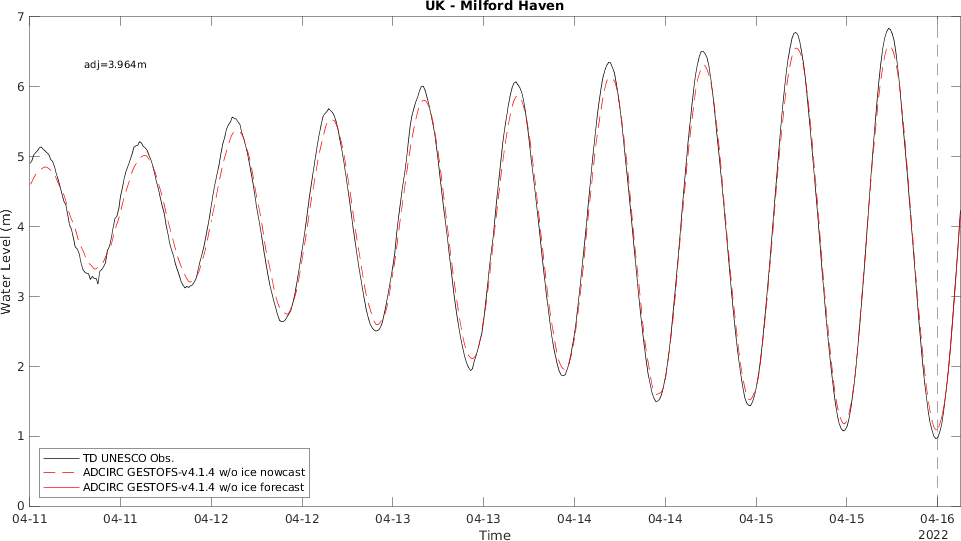 UK - Milford Haven
adj=3.964m
Water Level (m)
7
6
5
4
3
2
1
0
TD UNESCO Obs.
ADCIRC GESTOFS-v4.1.4 w/o ice nowcast
ADCIRC GESTOFS-v4.1.4 w/o ice forecast
04-11 04-11 04-12 04-12 04-13 04-13 04-14 04-14 04-15 04-15 04-16
Time
2022